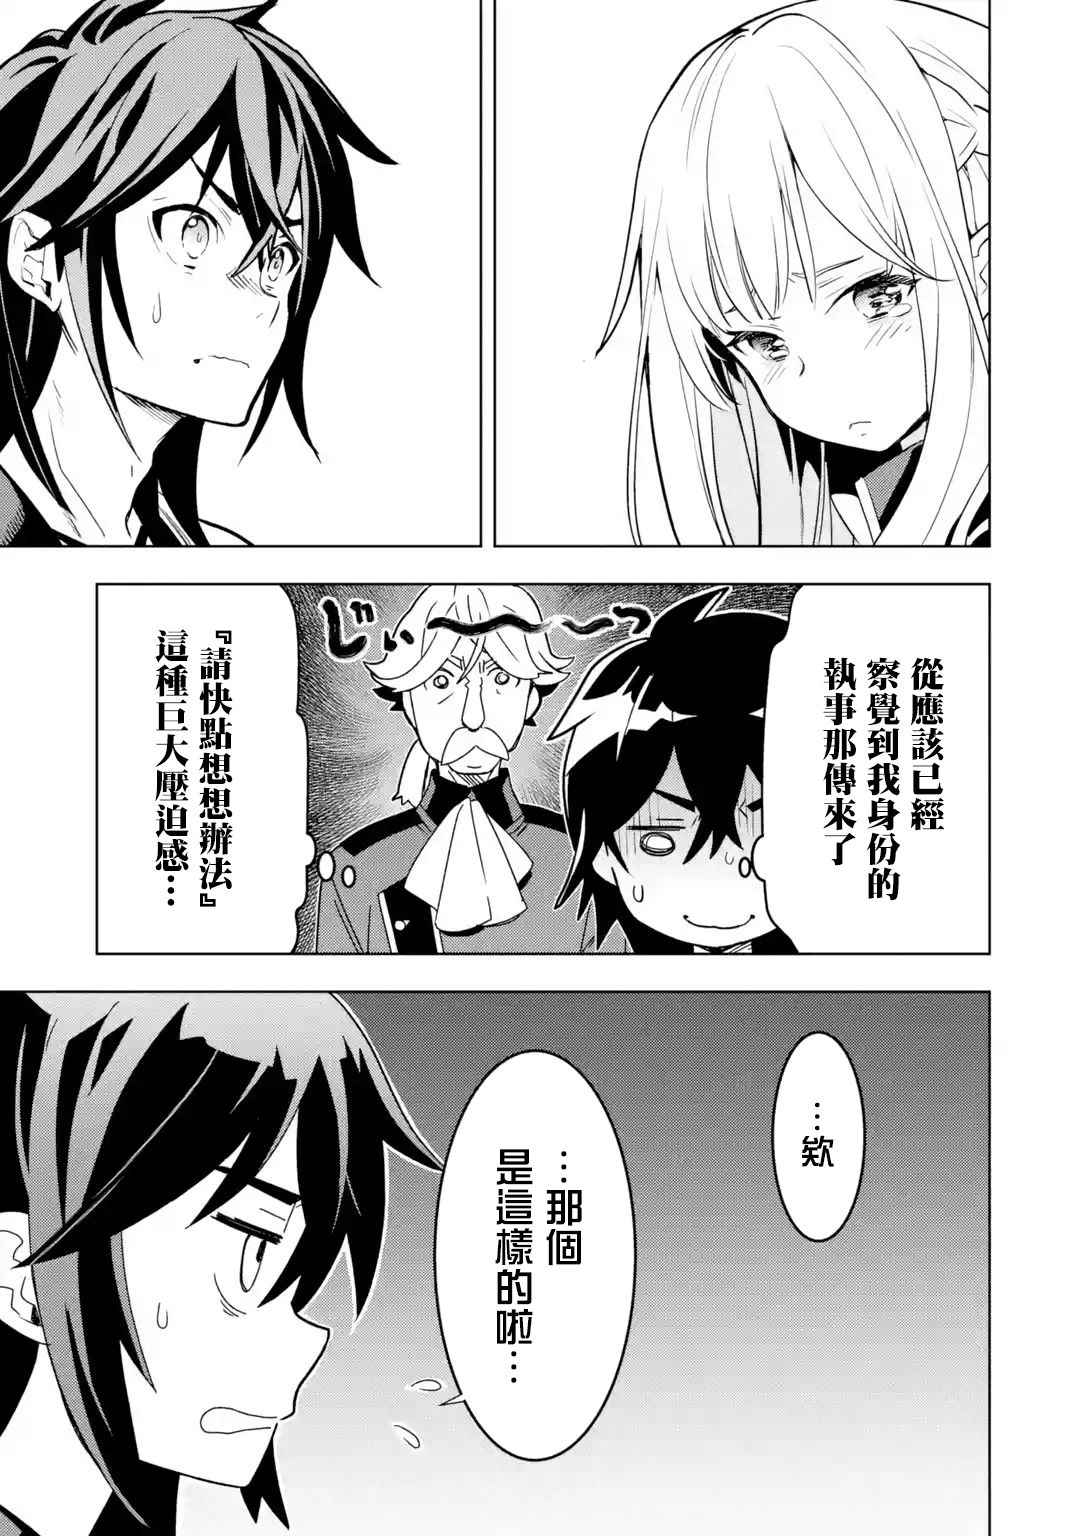 從應該已經
察覺到我身份的
執事那傳來了
じぃ～っ
『請快點想想辦法』
這種巨大壓迫感…
…欸
…那個
是這樣的啦…